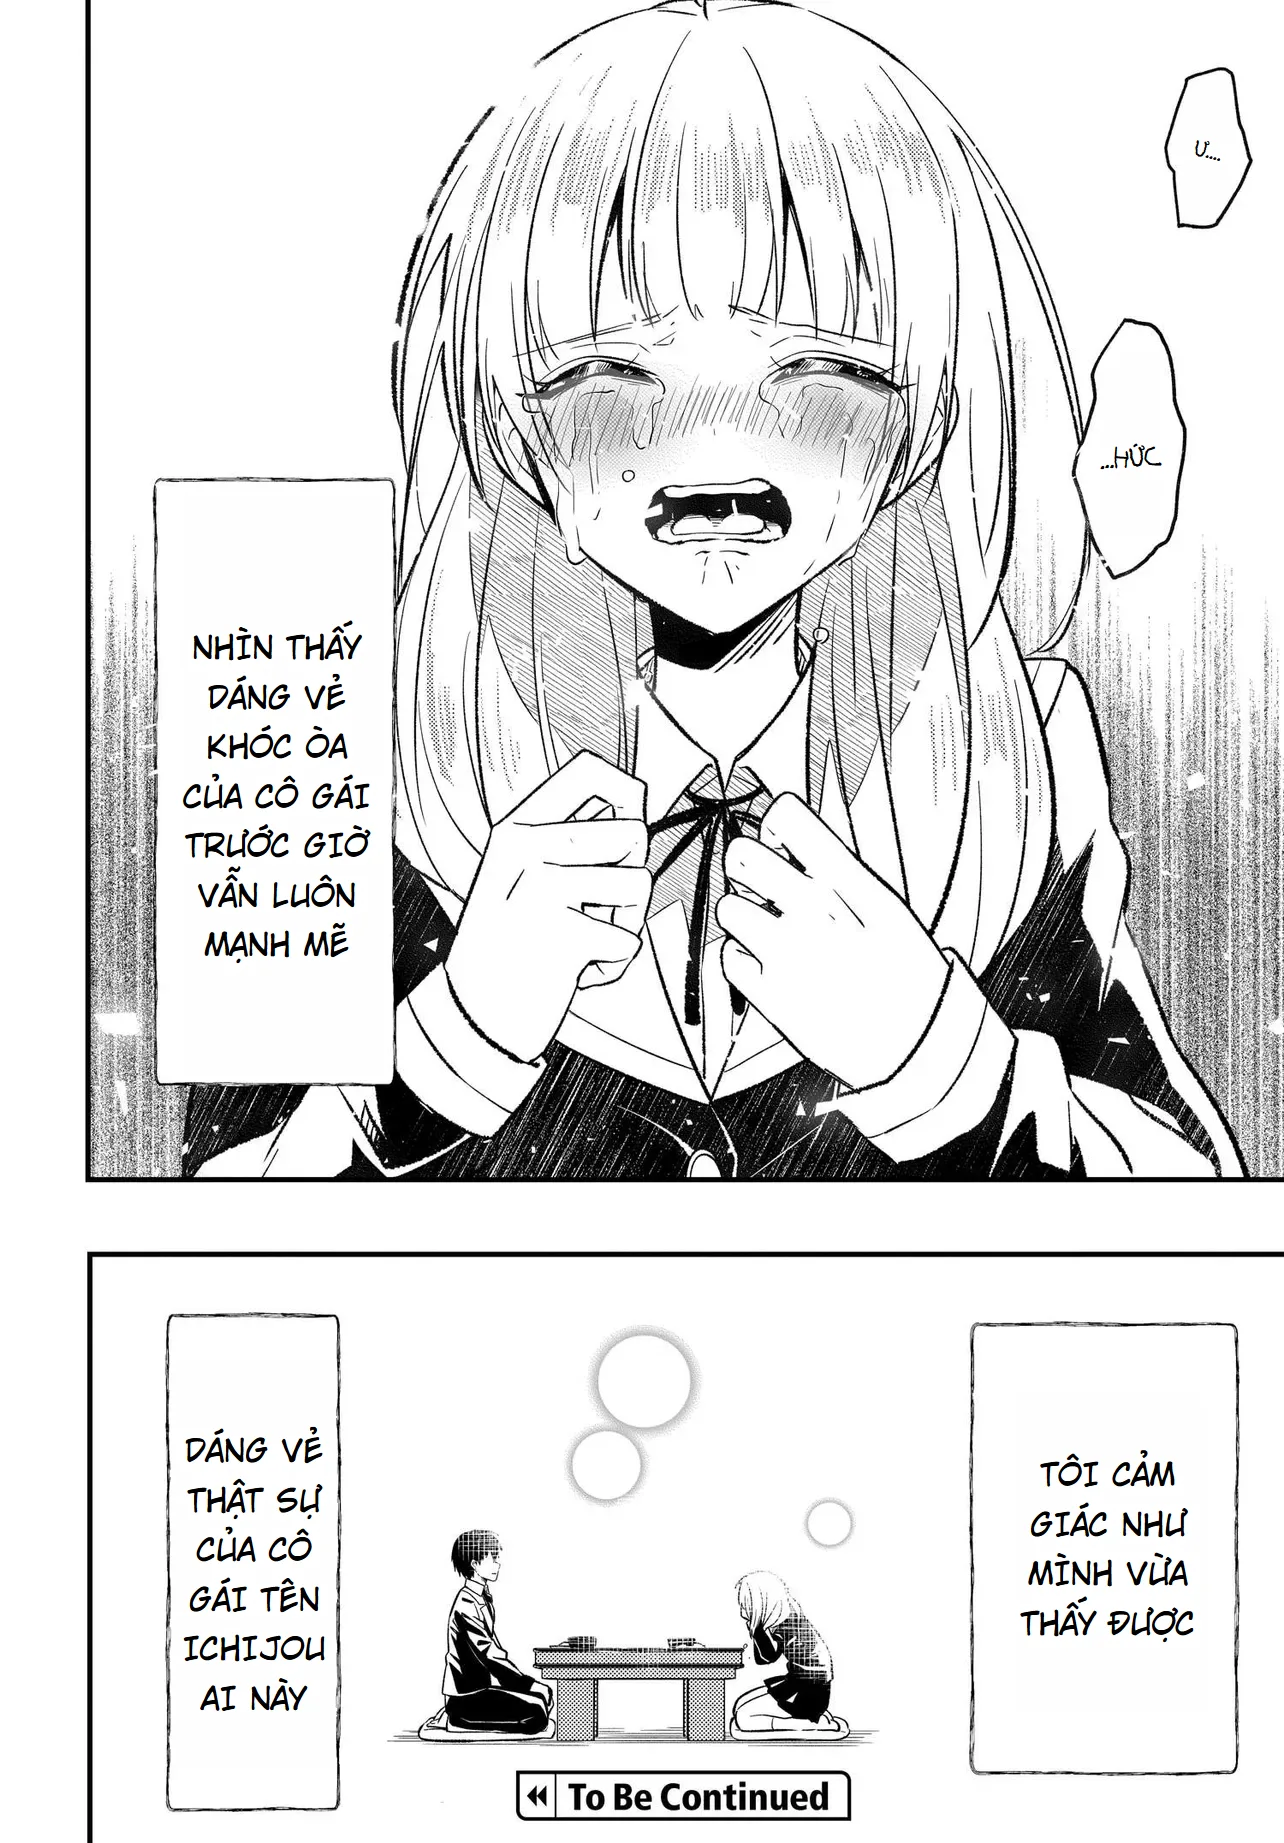 Ư....
...HỨC
NHÌN THẤY
DÁNG VẺ
KHÓC ÒA
CỦA CÔ GÁI
TRƯỚC GIỜ
VẪN LUÔN
MẠNH MẼ
TÔI CẢM
GIÁC NHƯ
MÌNH VỪA
THẤY ĐƯỢC
DÁNG VẺ
THẬT SỰ
CỦA CÔ
GÁI TÊN
ICHIJOU
AI NÀY
To Be Continued